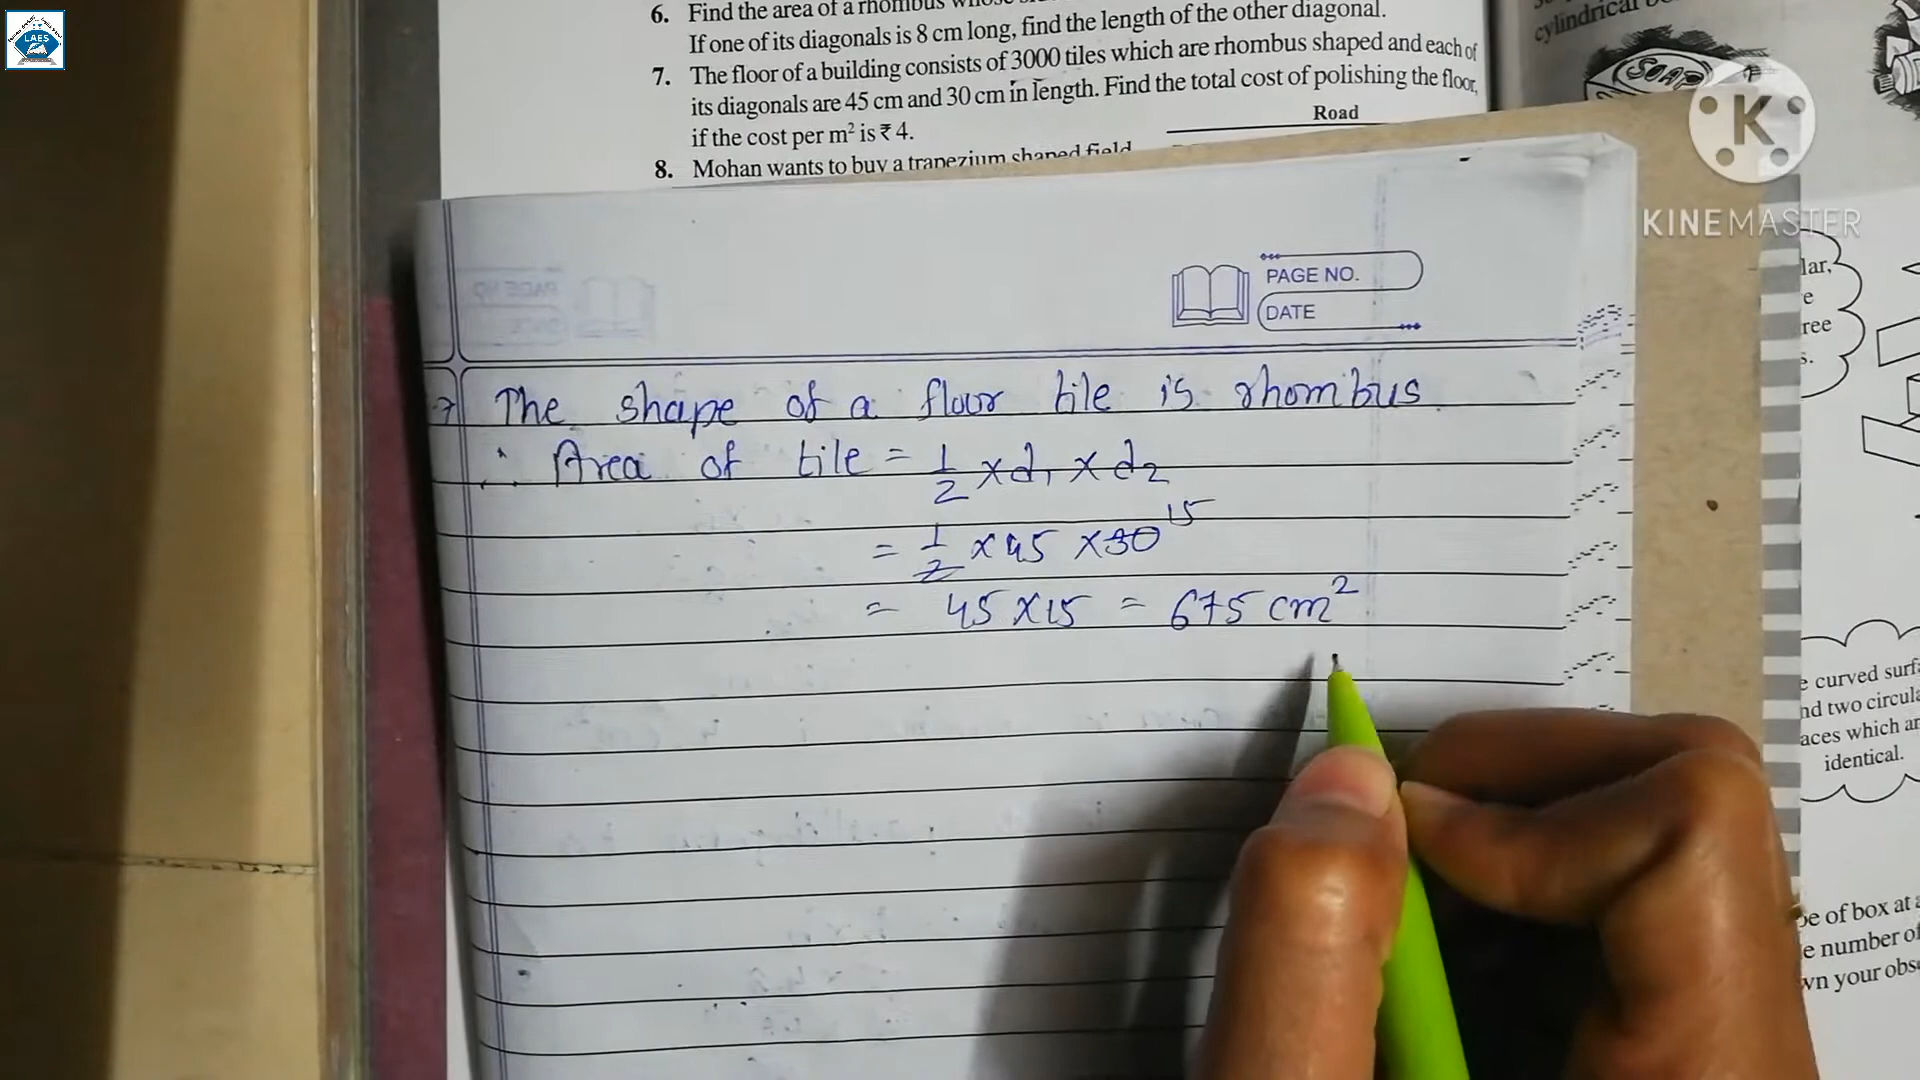 LAES
6. Find the area of a rhombus
If one of its diagonals is 8 cm long, find the length of the other diagonal.
7. The floor of a building consists of 3000 tiles which are rhombus shaped and each of
its diagonals are 45 cm and 30 cm in length. Find the total cost of polishing the floor,
if the cost per m² is ₹ 4.
Road
8. Mohan wants to buy a trapezium shaped field
cylindrical
SOAP
K
KINEMASTER
PAGE NO.
DATE
7 The shape of a floor tile is rhombus
∴ Area of tile = 1/2 × d₁ × d₂
= 1/2 × 45 × 30 15
= 45 × 15 = 675 cm²
lar,
e
ree
s.
e curved surf
nd two circula
aces which ar
identical.
pe of box at a
e number of
wn your obs